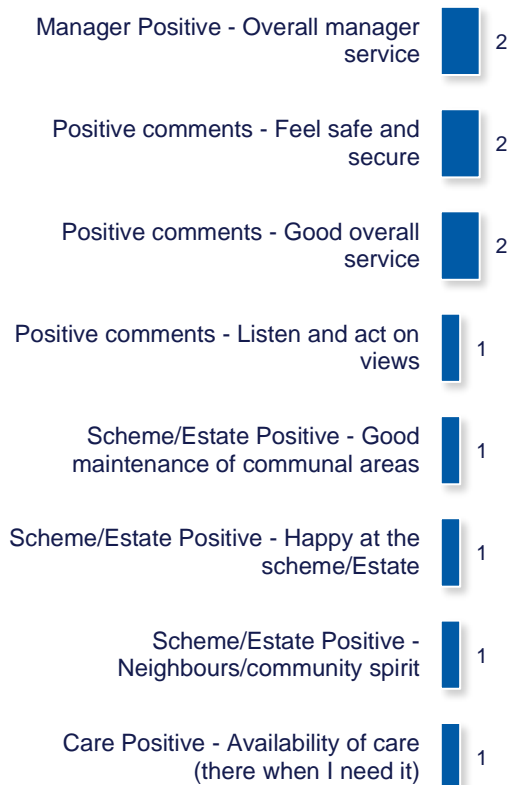 Manager Positive - Overall manager
service
2
Positive comments - Feel safe and
secure
2
Positive comments - Good overall
service
2
Positive comments - Listen and act on
views
1
Scheme/Estate Positive - Good
maintenance of communal areas
1
Scheme/Estate Positive - Happy at the
scheme/Estate
1
Scheme/Estate Positive -
Neighbours/community spirit
1
Care Positive - Availability of care
(there when I need it)
1